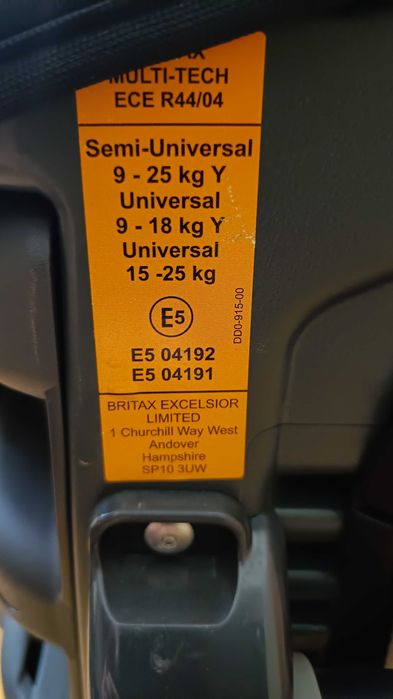 MULTI-TECH
ECE R44/04
Semi-Universal
9 - 25 kg Y
Universal
9 - 18 kg Y
Universal
15 -25 kg
E5
DD0-915-00
E5 04192
E5 04191
BRITAX EXCELSIOR
LIMITED
1 Churchill Way West
Andover
Hampshire
SP10 3UW